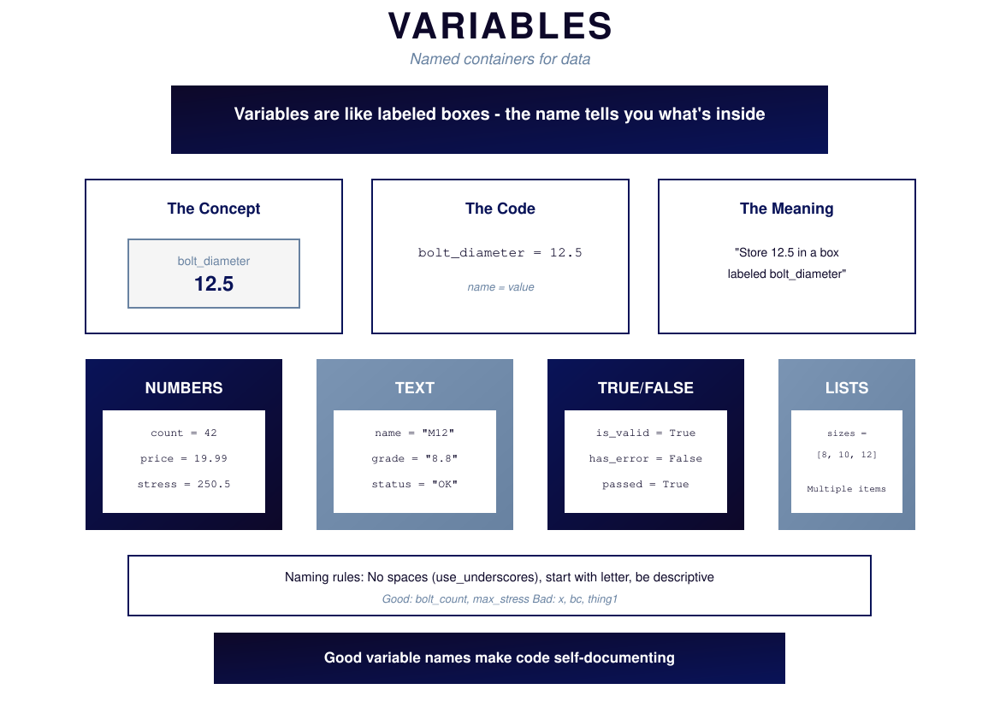 VARIABLES
Named containers for data
Variables are like labeled boxes - the name tells you what's inside
The Concept
bolt_diameter
12.5
The Code
bolt_diameter = 12.5
name = value
The Meaning
"Store 12.5 in a box
labeled bolt_diameter"
NUMBERS
count = 42
price = 19.99
stress = 250.5
TEXT
name = "M12"
grade = "8.8"
status = "OK"
TRUE/FALSE
is_valid = True
has_error = False
passed = True
LISTS
sizes =
[8, 10, 12]
Multiple items
Naming rules: No spaces (use_underscores), start with letter, be descriptive
Good: bolt_count, max_stress Bad: x, bc, thing1
Good variable names make code self-documenting